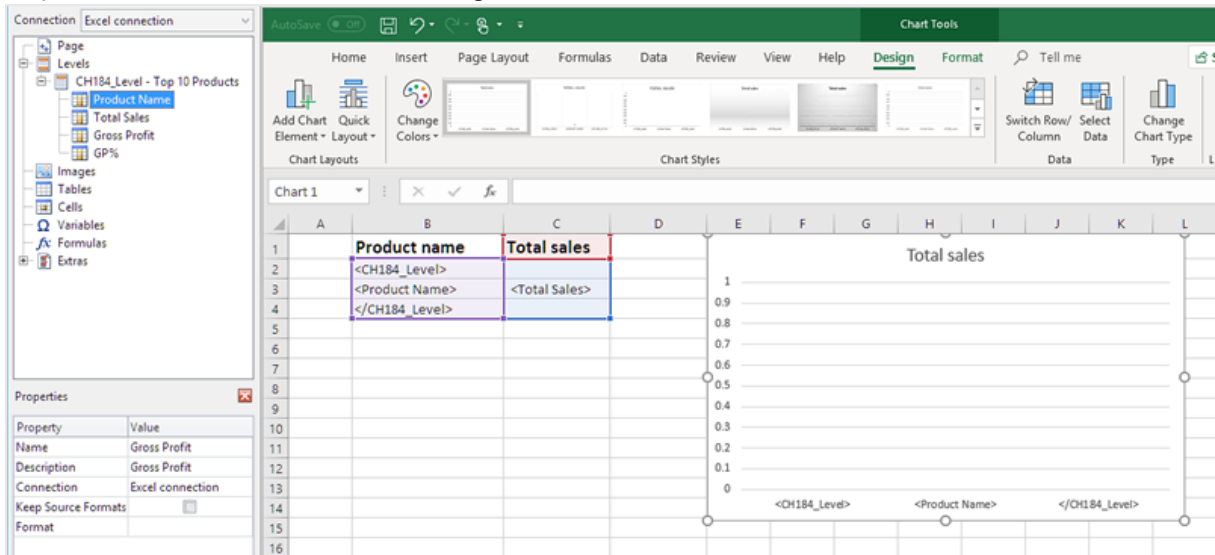 Connection Excel connection
Page
Levels
CH184_Level - Top 10 Products
Product Name
Total Sales
Gross Profit
GP%
Images
Tables
Cells
Ω Variables
fx Formulas
Extras
Properties
Property Value
Name Gross Profit
Description Gross Profit
Connection Excel connection
Keep Source Formats
Format
AutoSave Off
Chart Tools
Home Insert Page Layout Formulas Data Review View Help Design Format Tell me
Add Chart Element Quick Layout Change Colors Switch Row/ Column Select Data Change Chart Type
Chart Layouts Chart Styles Data Type
Chart 1 fx
A B C D E F G H I J K L
1 Product name Total sales
2 <CH184_Level>
3 <Product Name> <Total Sales>
4 </CH184_Level>
5
6
7
8
9
10
11
12
13
14
15
16
Total sales
1
0.9
0.8
0.7
0.6
0.5
0.4
0.3
0.2
0.1
0
<CH184_Level> <Product Name> </CH184_Level>